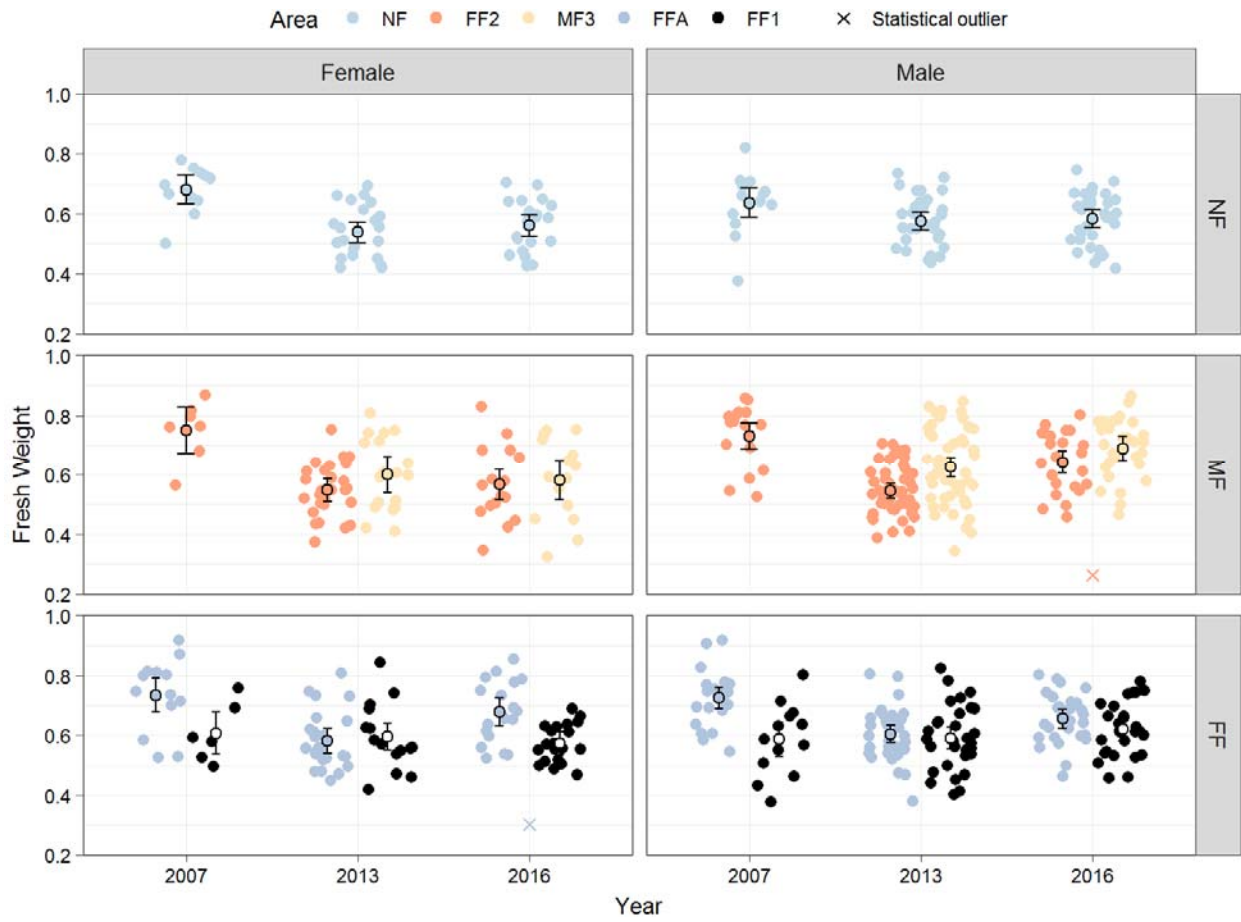 Area NF FF2 MF3 FFA FF1 Statistical outlier
Female Male
1.0
0.8
0.6
0.4
0.2
NF
1.0
0.8
0.6
0.4
0.2
MF
1.0
0.8
0.6
0.4
0.2
FF
Fresh Weight
2007 2013 2016 2007 2013 2016
Year